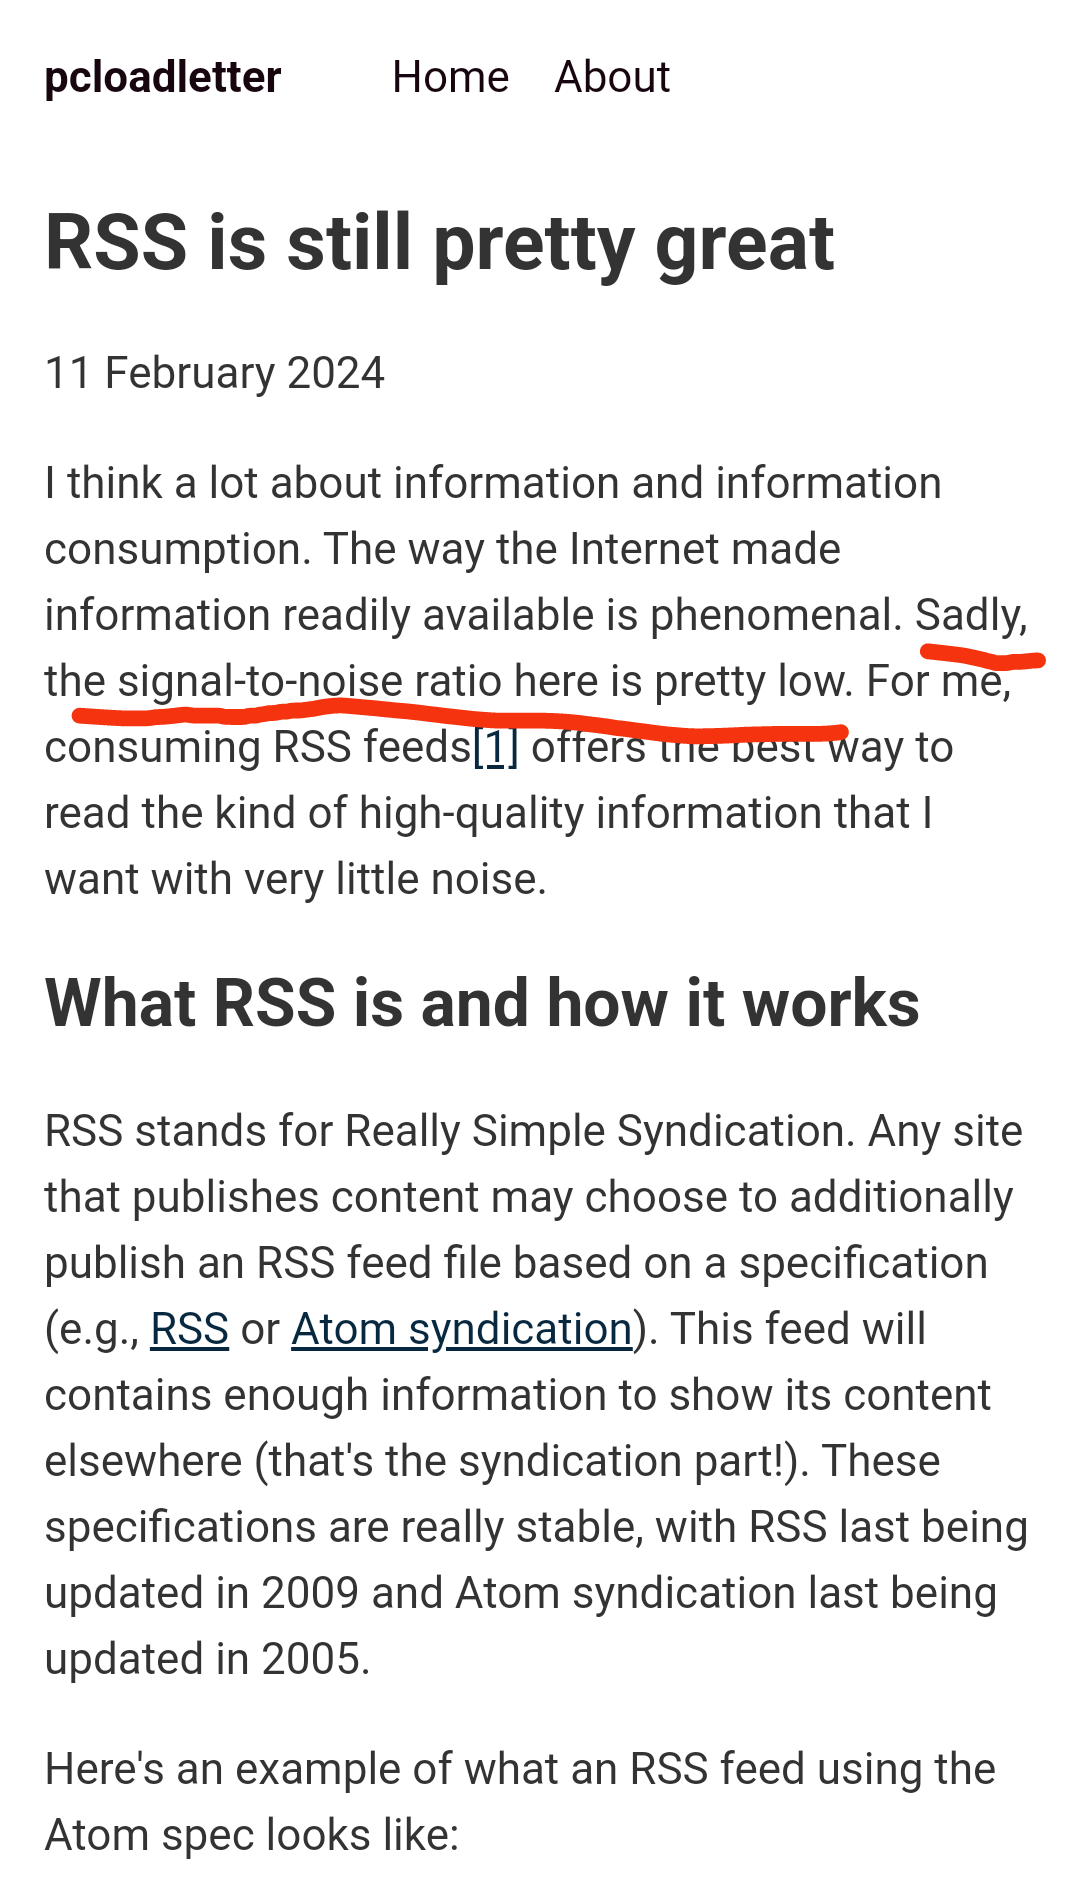 pcloadletter Home About
RSS is still pretty great
11 February 2024
I think a lot about information and information
consumption. The way the Internet made
information readily available is phenomenal. Sadly,
the signal-to-noise ratio here is pretty low. For me,
consuming RSS feeds[1] offers the best way to
read the kind of high-quality information that I
want with very little noise.
What RSS is and how it works
RSS stands for Really Simple Syndication. Any site
that publishes content may choose to additionally
publish an RSS feed file based on a specification
(e.g., RSS or Atom syndication). This feed will
contains enough information to show its content
elsewhere (that's the syndication part!). These
specifications are really stable, with RSS last being
updated in 2009 and Atom syndication last being
updated in 2005.
Here's an example of what an RSS feed using the
Atom spec looks like: